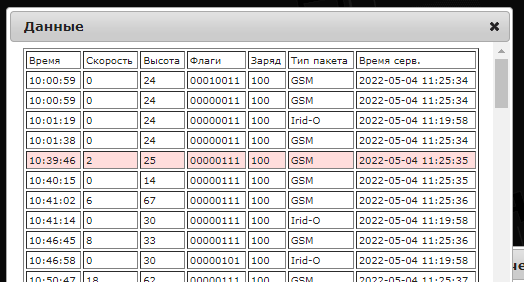 Данные
Время Скорость Высота Флаги Заряд Тип пакета Время серв.
10:00:59 0 24 00010011 100 GSM 2022-05-04 11:25:34
10:00:59 0 24 00000011 100 GSM 2022-05-04 11:25:34
10:01:19 0 24 00000011 100 Irid-O 2022-05-04 11:19:58
10:01:38 0 24 00000011 100 GSM 2022-05-04 11:25:34
10:39:46 2 25 00000111 100 GSM 2022-05-04 11:25:35
10:40:15 0 14 00000111 100 GSM 2022-05-04 11:25:35
10:41:02 6 67 00000111 100 GSM 2022-05-04 11:25:36
10:41:14 0 30 00000111 100 Irid-O 2022-05-04 11:19:58
10:46:45 8 33 00000111 100 GSM 2022-05-04 11:25:36
10:46:58 0 30 00000101 100 Irid-O 2022-05-04 11:19:58
10:50:47 18 62 00000111 100 GSM 2022-05-04 11:25:37